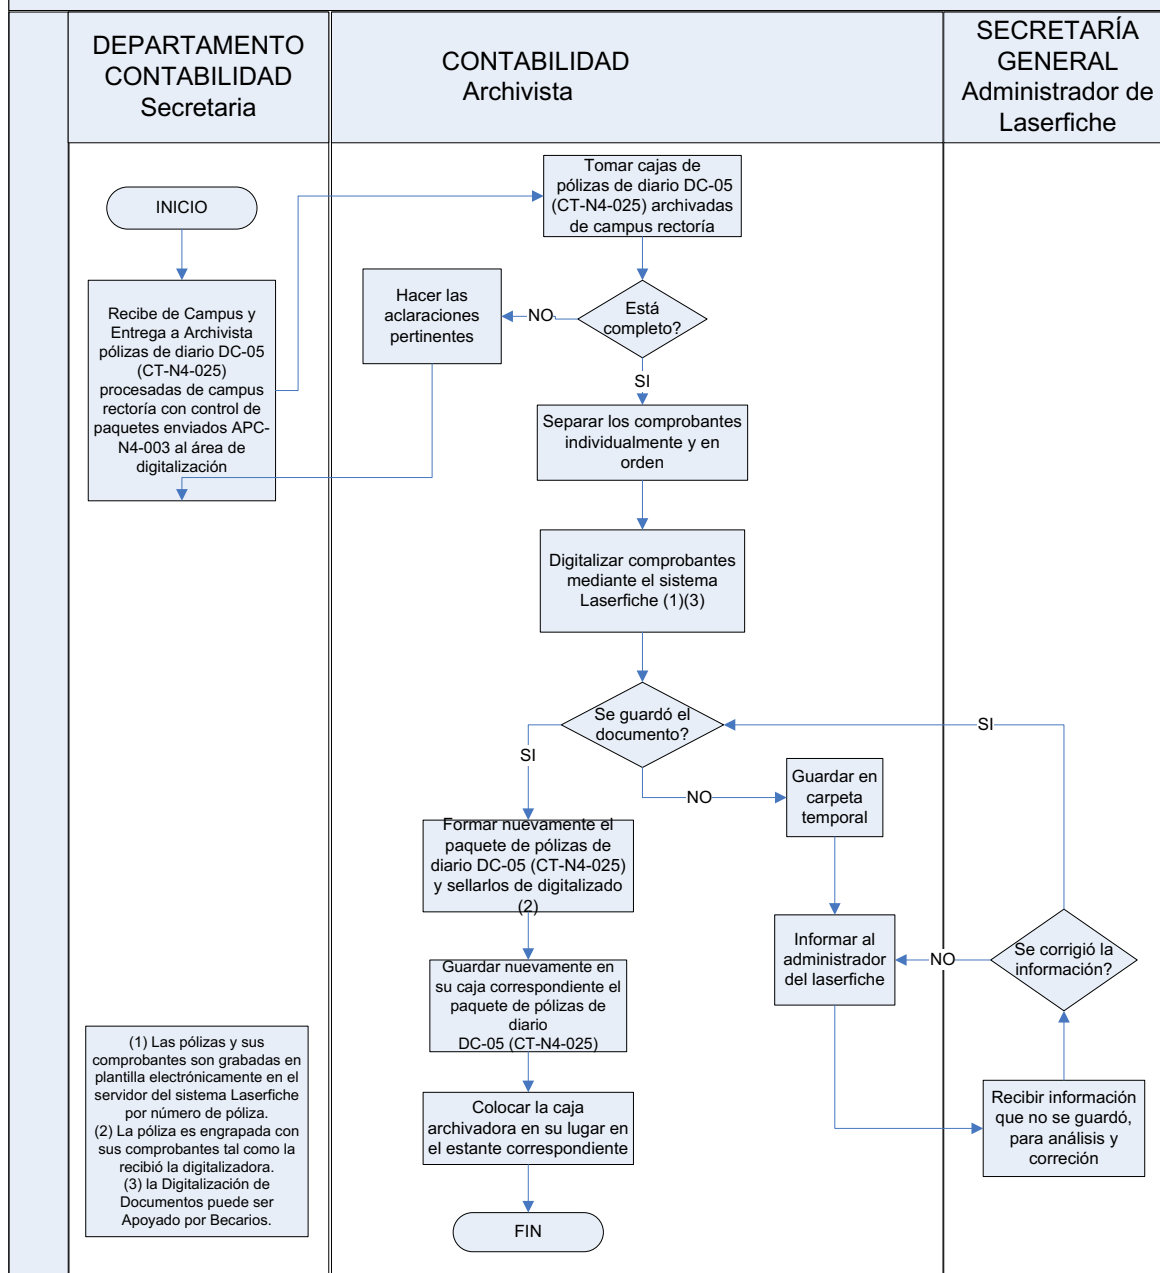 DEPARTAMENTO
CONTABILIDAD
Secretaria
CONTABILIDAD
Archivista
SECRETARÍA
GENERAL
Administrador de
Laserfiche
INICIO
Recibe de Campus y
Entrega a Archivista
pólizas de diario DC-05
(CT-N4-025)
procesadas de campus
rectoría con control de
paquetes enviados APC-
N4-003 al área de
digitalización
Tomar cajas de
pólizas de diario DC-05
(CT-N4-025) archivadas
de campus rectoría
Está
completo?
NO
Hacer las
aclaraciones
pertinentes
SI
Separar los comprobantes
individualmente y en
orden
Digitalizar comprobantes
mediante el sistema
Laserfiche (1)(3)
Se guardó el
documento?
SI
SI
NO
Guardar en
carpeta
temporal
Formar nuevamente el
paquete de pólizas de
diario DC-05 (CT-N4-025)
y sellarlos de digitalizado
(2)
Informar al
administrador
del laserfiche
NO
Se corrigió la
información?
Guardar nuevamente en
su caja correspondiente el
paquete de pólizas de
diario
DC-05 (CT-N4-025)
Recibir información
que no se guardó,
para análisis y
correción
Colocar la caja
archivadora en su lugar en
el estante correspondiente
FIN
(1) Las pólizas y sus
comprobantes son grabadas en
plantilla electrónicamente en el
servidor del sistema Laserfiche
por número de póliza.
(2) La póliza es engrapada con
sus comprobantes tal como la
recibió la digitalizadora.
(3) la Digitalización de
Documentos puede ser
Apoyado por Becarios.